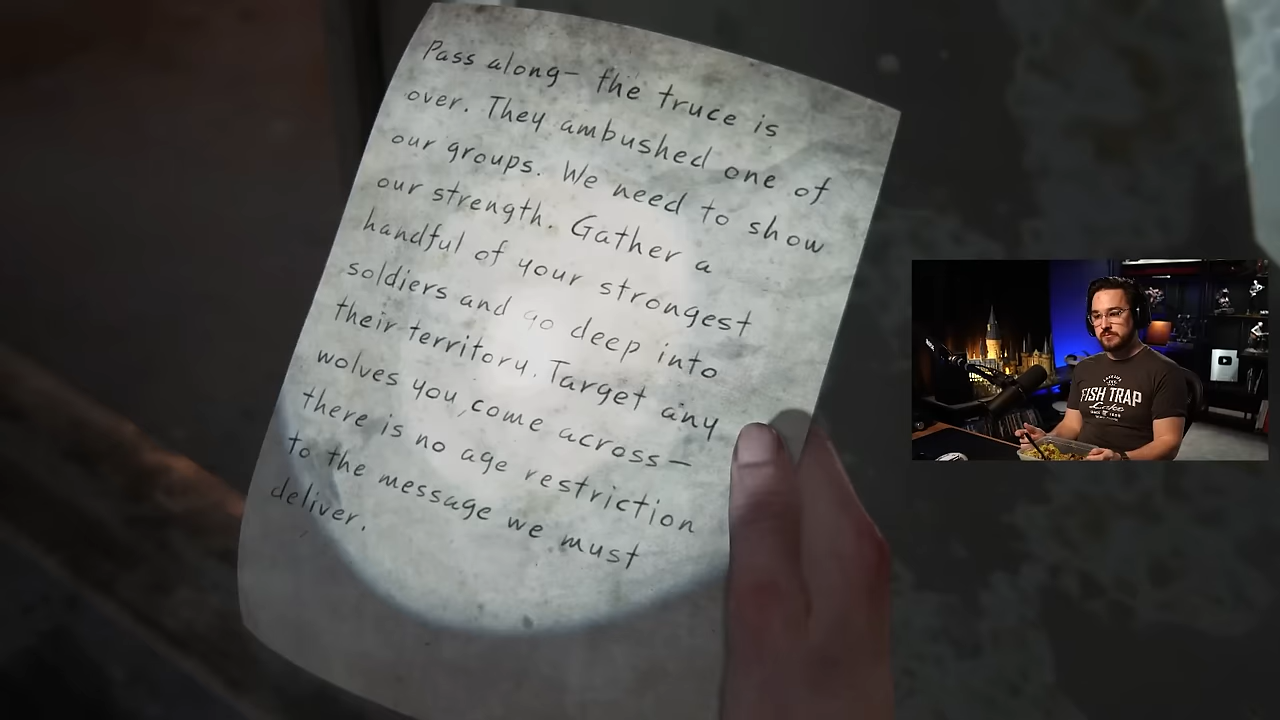 Pass along— the truce is
over. They ambushed one of
our groups. We need to show
our strength. Gather a
handful of your strongest
soldiers and go deep into
their territory. Target any
wolves you come across—
there is no age restriction
to the message we must
deliver.
FISH TRAP
Lake